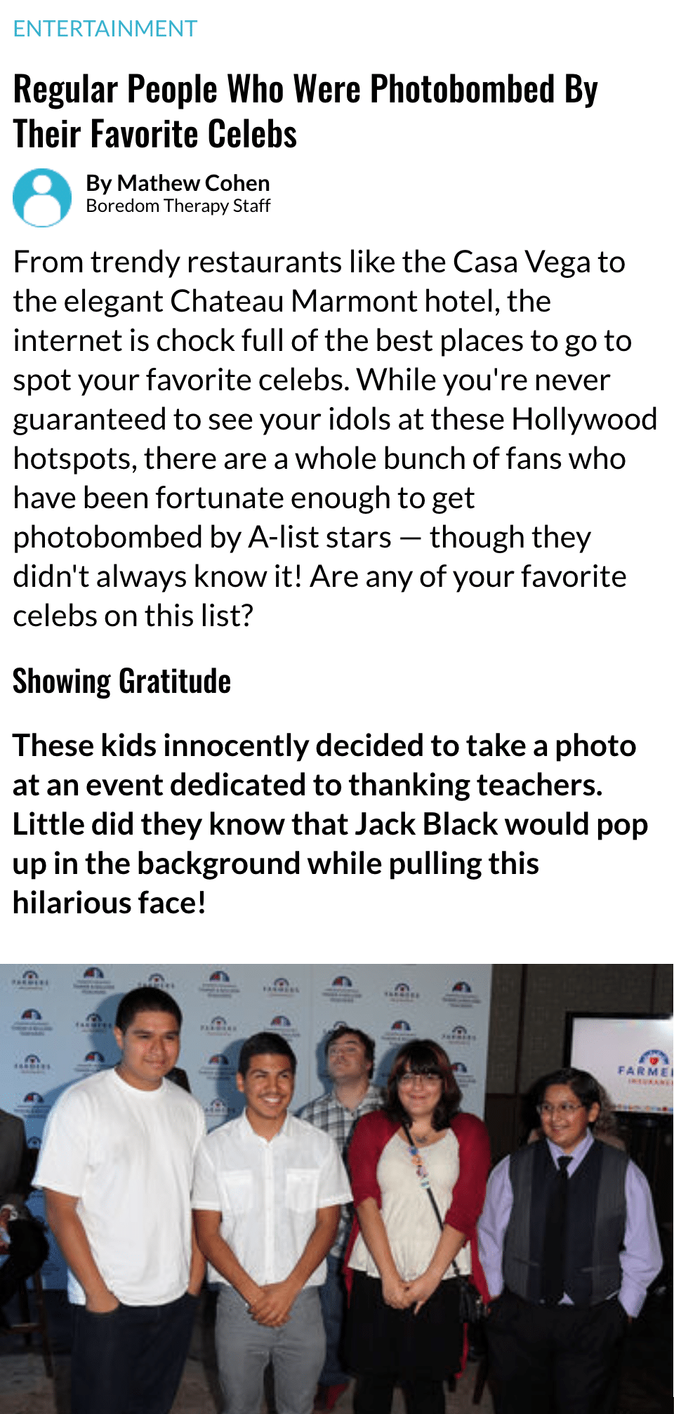 ENTERTAINMENT
Regular People Who Were Photobombed By
Their Favorite Celebs
By Mathew Cohen
Boredom Therapy Staff
From trendy restaurants like the Casa Vega to
the elegant Chateau Marmont hotel, the
internet is chock full of the best places to go to
spot your favorite celebs. While you're never
guaranteed to see your idols at these Hollywood
hotspots, there are a whole bunch of fans who
have been fortunate enough to get
photobombed by A-list stars — though they
didn't always know it! Are any of your favorite
celebs on this list?
Showing Gratitude
These kids innocently decided to take a photo
at an event dedicated to thanking teachers.
Little did they know that Jack Black would pop
up in the background while pulling this
hilarious face!
FARMERS
FARMERS
FARMERS
FARMERS
FARMERS
FARME
INSURANC